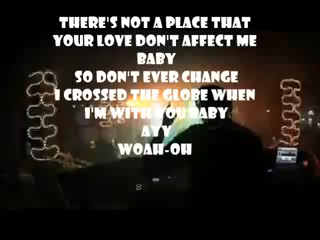 THERE'S NOT A PLACE THAT
YOUR LOVE DON'T AFFECT ME
BABY
SO DON'T EVER CHANGE
I CROSSED THE GLOBE WHEN
I'M WITH YOU BABY
AYY
WOAH-OH